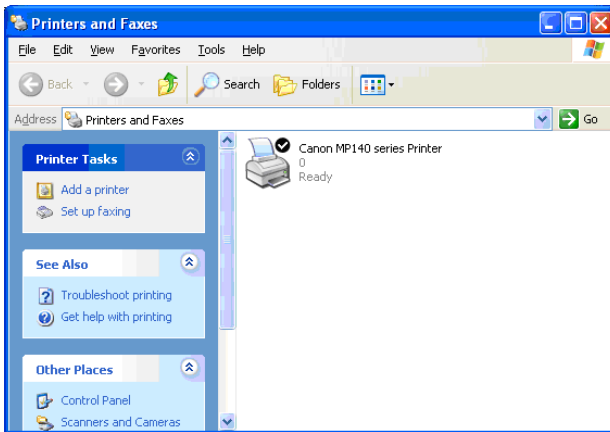 Printers and Faxes
File Edit View Favorites Tools Help
Back Search Folders
Address Printers and Faxes Go
Printer Tasks
Add a printer
Set up faxing
See Also
Troubleshoot printing
Get help with printing
Other Places
Control Panel
Scanners and Cameras
Canon MP140 series Printer
0
Ready